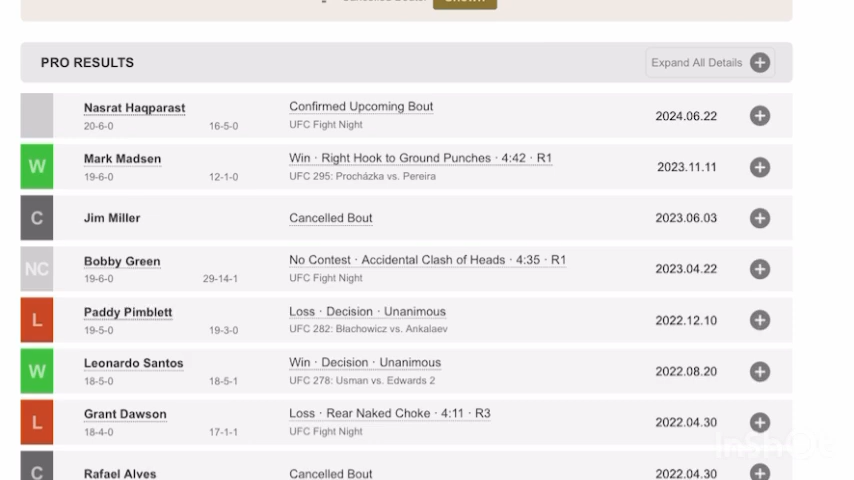 PRO RESULTS
Expand All Details
Nasrat Haqparast
20-6-0 16-5-0
Confirmed Upcoming Bout
UFC Fight Night
2024.06.22
W
Mark Madsen
19-6-0 12-1-0
Win · Right Hook to Ground Punches · 4:42 · R1
UFC 295: Procházka vs. Pereira
2023.11.11
C
Jim Miller
Cancelled Bout
2023.06.03
NC
Bobby Green
19-6-0 29-14-1
No Contest · Accidental Clash of Heads · 4:35 · R1
UFC Fight Night
2023.04.22
L
Paddy Pimblett
19-5-0 19-3-0
Loss · Decision · Unanimous
UFC 282: Błachowicz vs. Ankalaev
2022.12.10
W
Leonardo Santos
18-5-0 18-5-1
Win · Decision · Unanimous
UFC 278: Usman vs. Edwards 2
2022.08.20
L
Grant Dawson
18-4-0 17-1-1
Loss · Rear Naked Choke · 4:11 · R3
UFC Fight Night
2022.04.30
InShOt
C
Rafael Alves
Cancelled Bout
2022.04.30